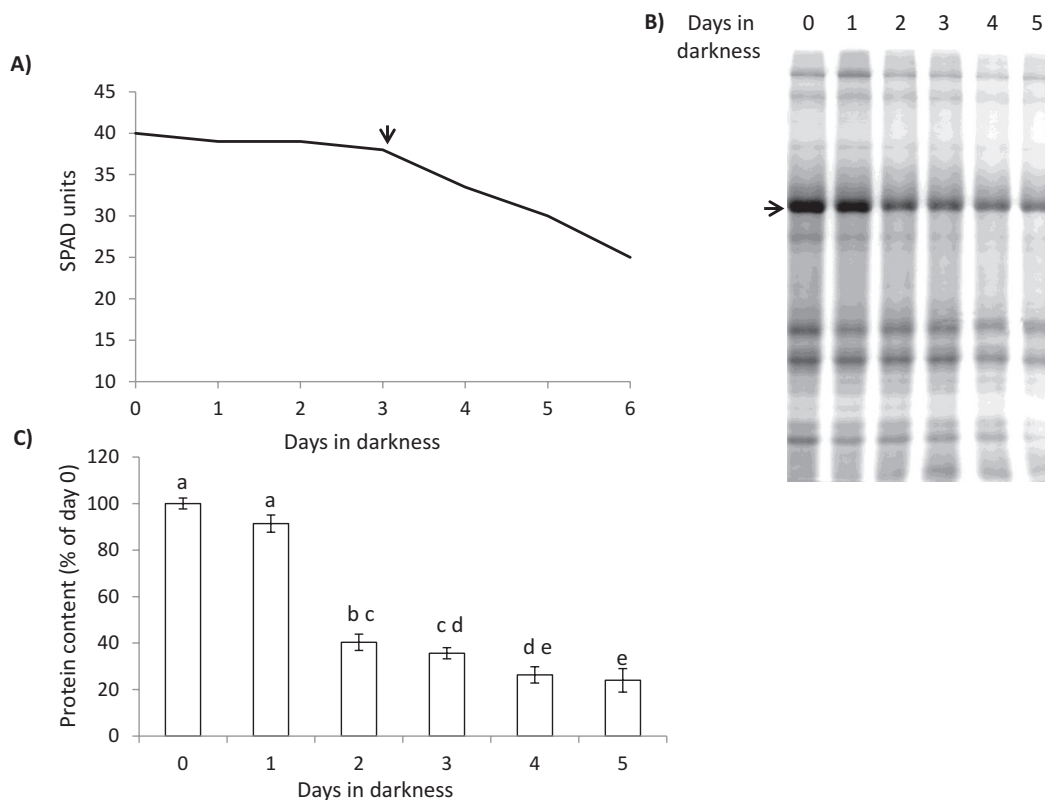 A)
45
40
35
30
25
20
15
10
SPAD units
0 1 2 3 4 5 6
Days in darkness
B) Days in darkness 0 1 2 3 4 5
C)
120
100
80
60
40
20
0
Protein content (% of day 0)
a a b c c d d e e
0 1 2 3 4 5
Days in darkness